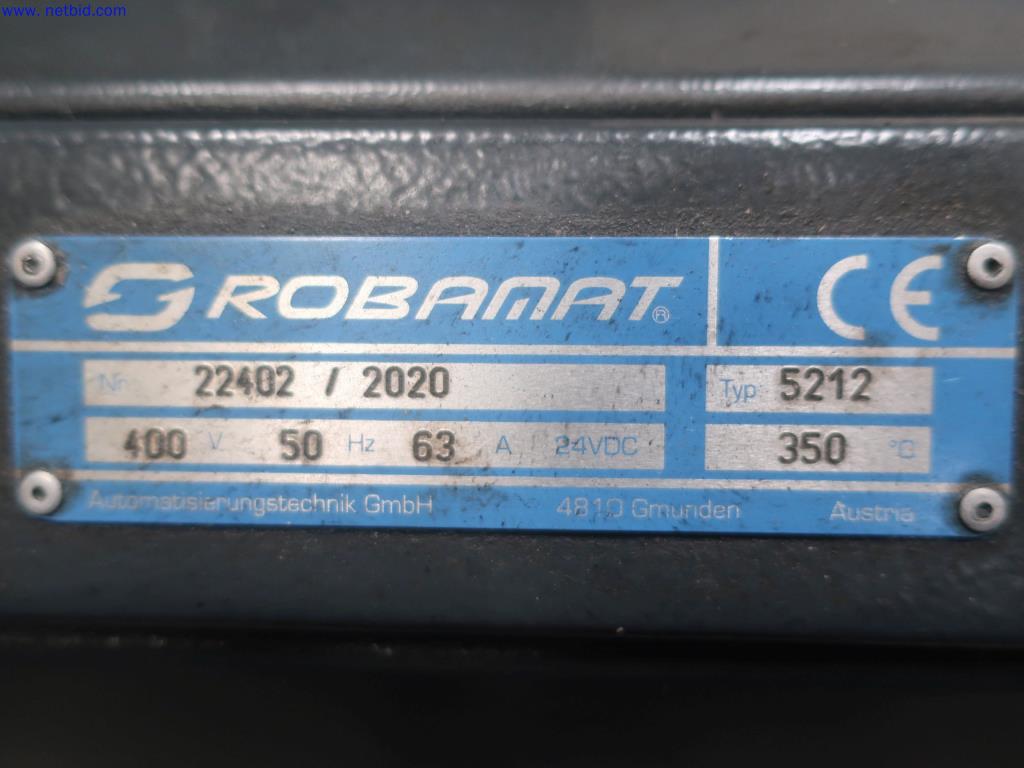 www.netbid.com
ROBAMAT® CE
Nr. 22402 / 2020 Typ 5212
400 V 50 Hz 63 A 24VDC 350 °C
Automatisierungstechnik GmbH 4810 Gmunden Austria